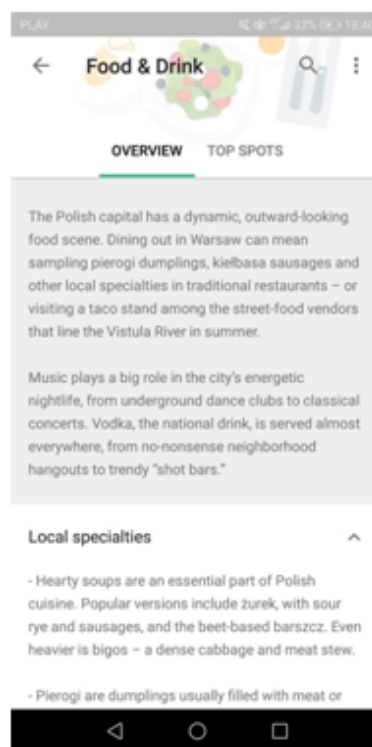 PLAY 33% 18:40
Food & Drink
OVERVIEW TOP SPOTS
The Polish capital has a dynamic, outward-looking
food scene. Dining out in Warsaw can mean
sampling pierogi dumplings, kiełbasa sausages and
other local specialties in traditional restaurants – or
visiting a taco stand among the street-food vendors
that line the Vistula River in summer.
Music plays a big role in the city's energetic
nightlife, from underground dance clubs to classical
concerts. Vodka, the national drink, is served almost
everywhere, from no-nonsense neighborhood
hangouts to trendy “shot bars.”
Local specialties
- Hearty soups are an essential part of Polish
cuisine. Popular versions include żurek, with sour
rye and sausages, and the beet-based barszcz. Even
heavier is bigos – a dense cabbage and meat stew.
- Pierogi are dumplings usually filled with meat or